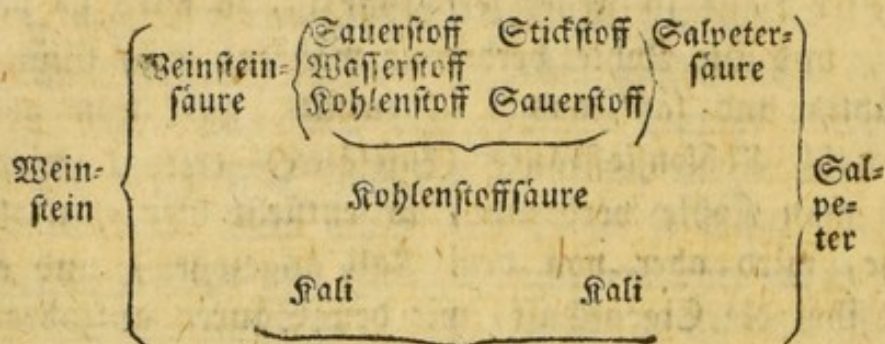 Sauerstoff Stickstoff Salpeter-
Weinstein- Wasserstoff säure
säure Kohlenstoff Sauerstoff
Wein- Sal-
stein Kohlenstoffsäure pe-
ter
Kali Kali